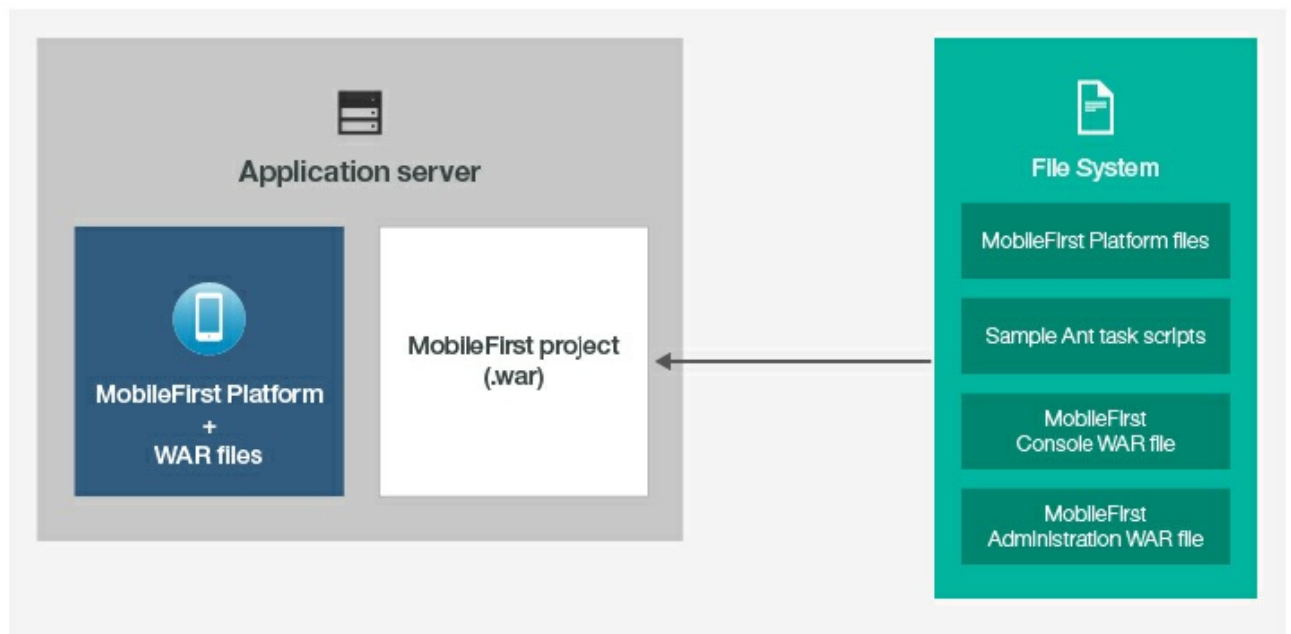 Application server
MobileFirst Platform
+
WAR files
MobileFirst project
(.war)
File System
MobileFirst Platform files
Sample Ant task scripts
MobileFirst
Console WAR file
MobileFirst
Administration WAR file